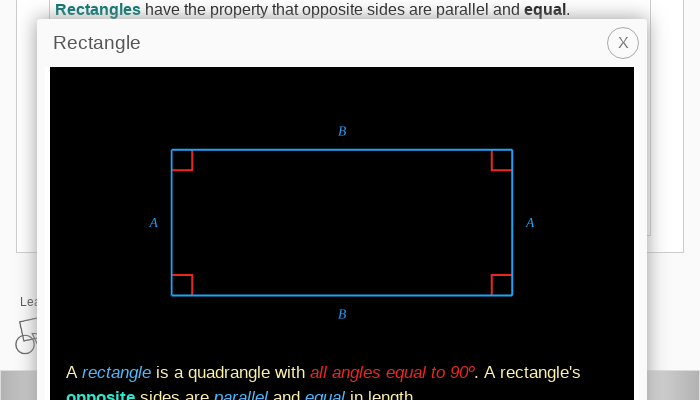 Rectangles have the property that opposite sides are parallel and equal.
Rectangle
X
B
A
A
B
Lea
A rectangle is a quadrangle with all angles equal to 90º. A rectangle's
opposite sides are parallel and equal in length.